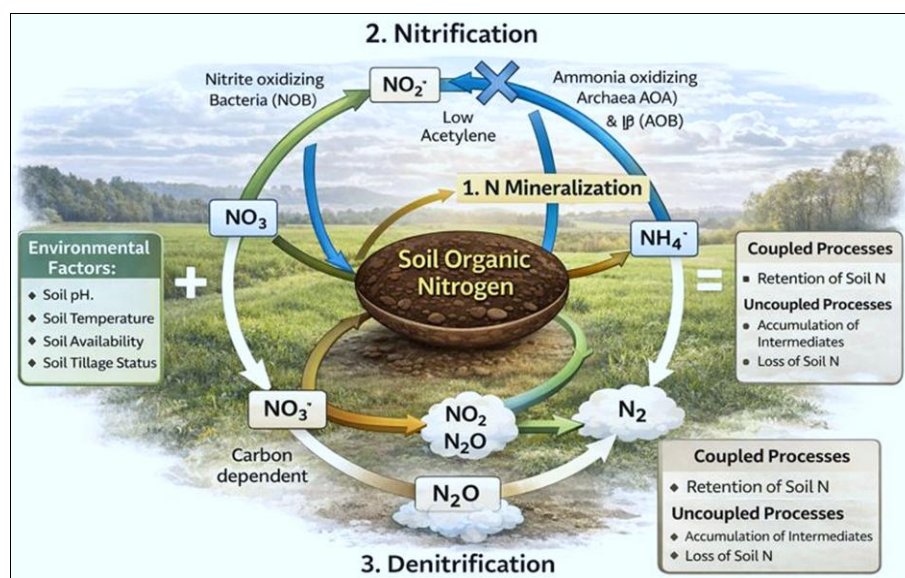 2. Nitrification
Nitrite oxidizing
Bacteria (NOB)
NO₂⁻
Low
Acetylene
Ammonia oxidizing
Archaea AOA)
& (AOB)
1. N Mineralization
NO₃
NH₄⁻
Soil Organic
Nitrogen
Environmental
Factors:
◆ Soil pH.
◆ Soil Temperature
◆ Soil Availability
◆ Soil Tillage Status
+
=
Coupled Processes
▪ Retention of Soil N
Uncoupled Processes
• Accumulation of
Intermediates
• Loss of Soil N
NO₃⁻
NO₂
N₂O
N₂
Carbon
dependent
N₂O
Coupled Processes
◆ Retention of Soil N
Uncoupled Processes
◆ Accumulation of Intermediates
◆ Loss of Soil N
3. Denitrification